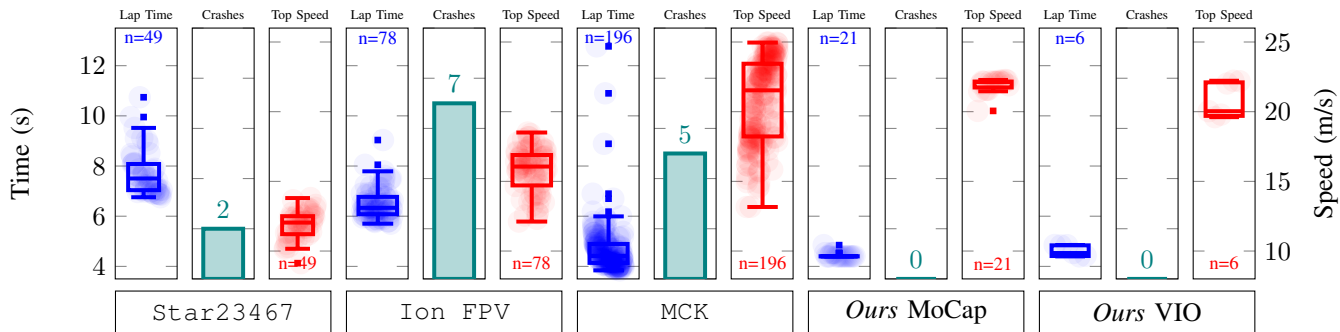 Lap Time Crashes Top Speed Lap Time Crashes Top Speed Lap Time Crashes Top Speed Lap Time Crashes Top Speed Lap Time Crashes Top Speed
n=49 n=78 n=196 n=21 n=6
25
12
7
20
10
5
Time (s)
Speed (m/s)
8
15
2
6
0 0
10
n=49 n=78 n=196 n=21 n=6
4
Star23467 Ion FPV MCK Ours MoCap Ours VIO